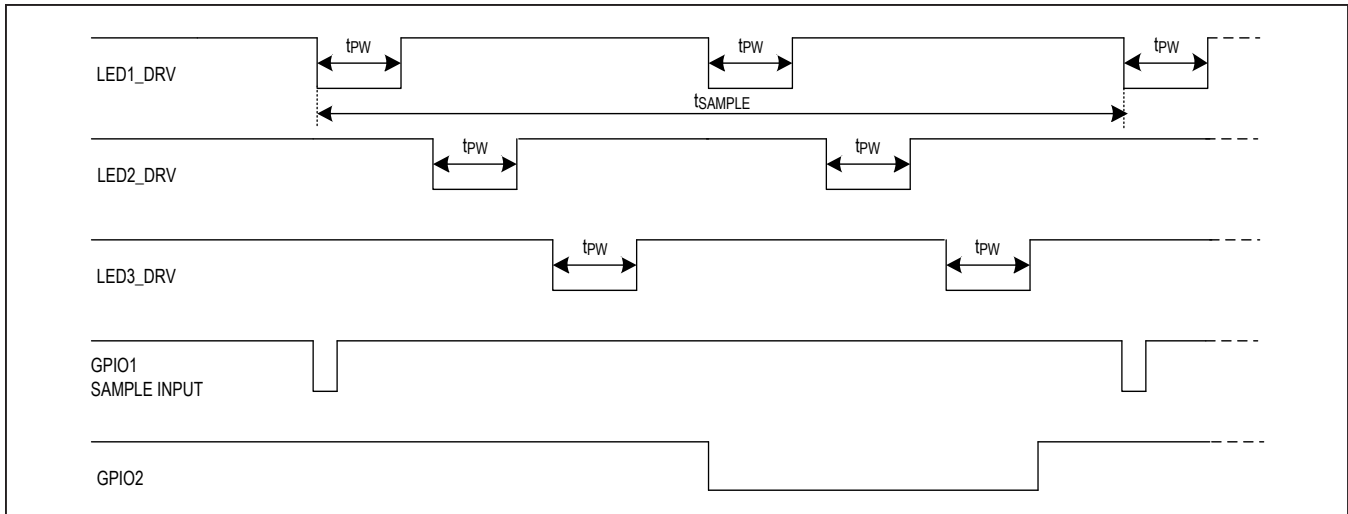 tPW tPW tPW
LED1_DRV
tSAMPLE
tPW tPW
LED2_DRV
tPW tPW
LED3_DRV
GPIO1
SAMPLE INPUT
GPIO2